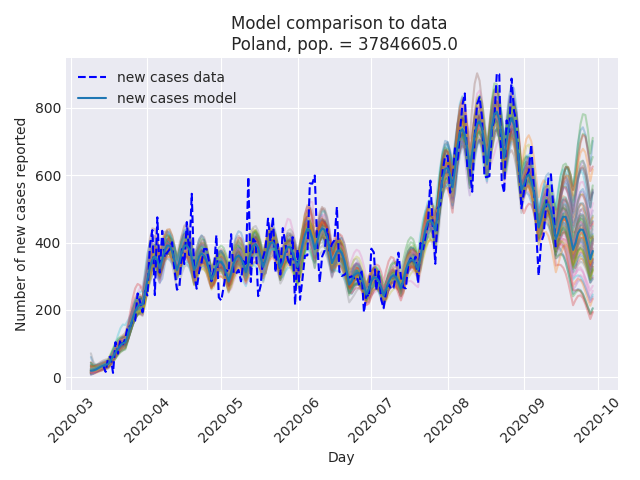 Model comparison to data
Poland, pop. = 37846605.0
new cases data
new cases model
Number of new cases reported
800
600
400
200
0
2020-03
2020-04
2020-05
2020-06
2020-07
2020-08
2020-09
2020-10
Day